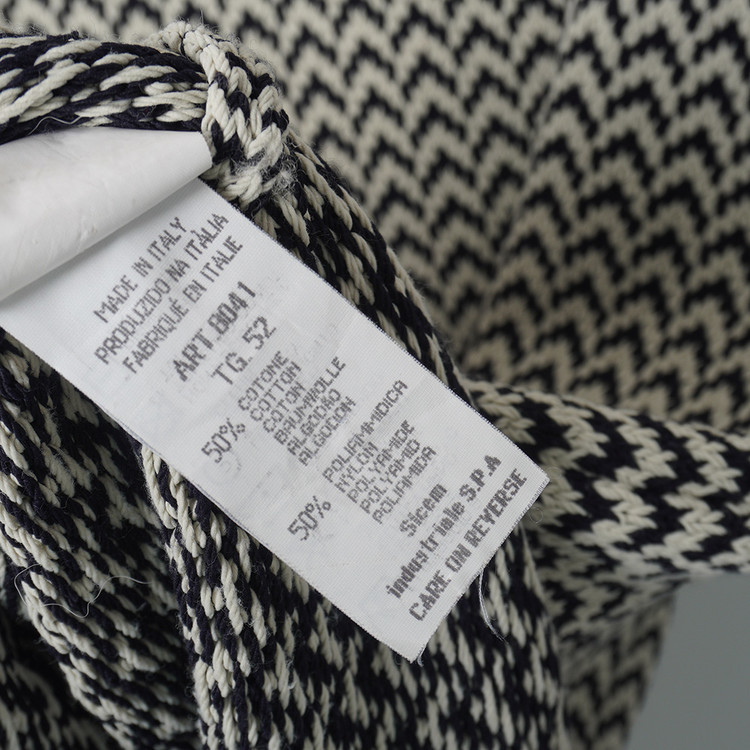 MADE IN ITALY
PRODUZIDO NA ITÀLIA
FABRIQUÉ EN ITALIE
ART 8041
TG. 52
50% COTONE
COTTON
COTON
BAUMWOLLE
ALGODÃO
ALGODON
50% POLIAMMIDICA
NYLON
POLYAMIDE
POLYAMID
POLIAMIDA
Sicem
industriale S.P.A
CARE ON REVERSE